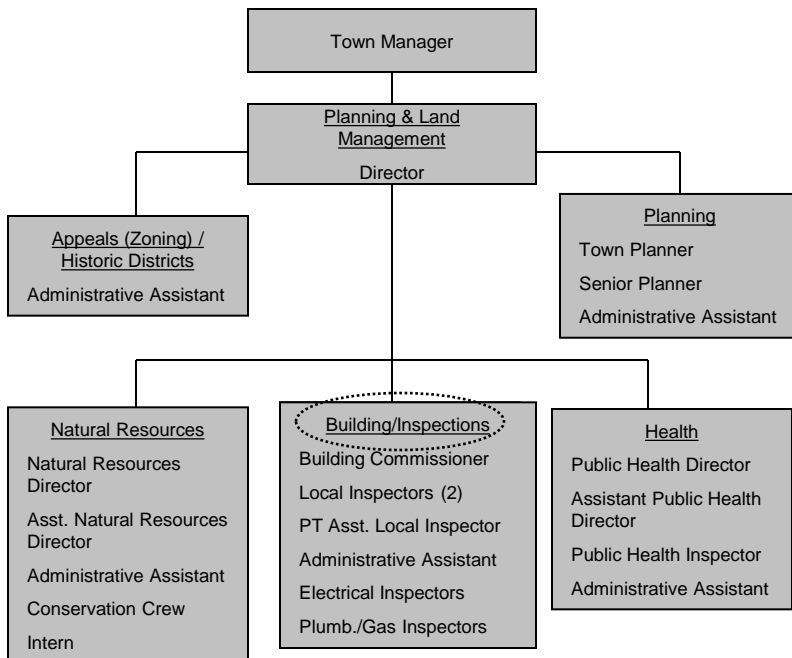 Town Manager
Planning & Land
Management
Director
Appeals (Zoning) /
Historic Districts
Administrative Assistant
Planning
Town Planner
Senior Planner
Administrative Assistant
Natural Resources
Natural Resources
Director
Asst. Natural Resources
Director
Administrative Assistant
Conservation Crew
Intern
Building/Inspections
Building Commissioner
Local Inspectors (2)
PT Asst. Local Inspector
Administrative Assistant
Electrical Inspectors
Plumb./Gas Inspectors
Health
Public Health Director
Assistant Public Health
Director
Public Health Inspector
Administrative Assistant